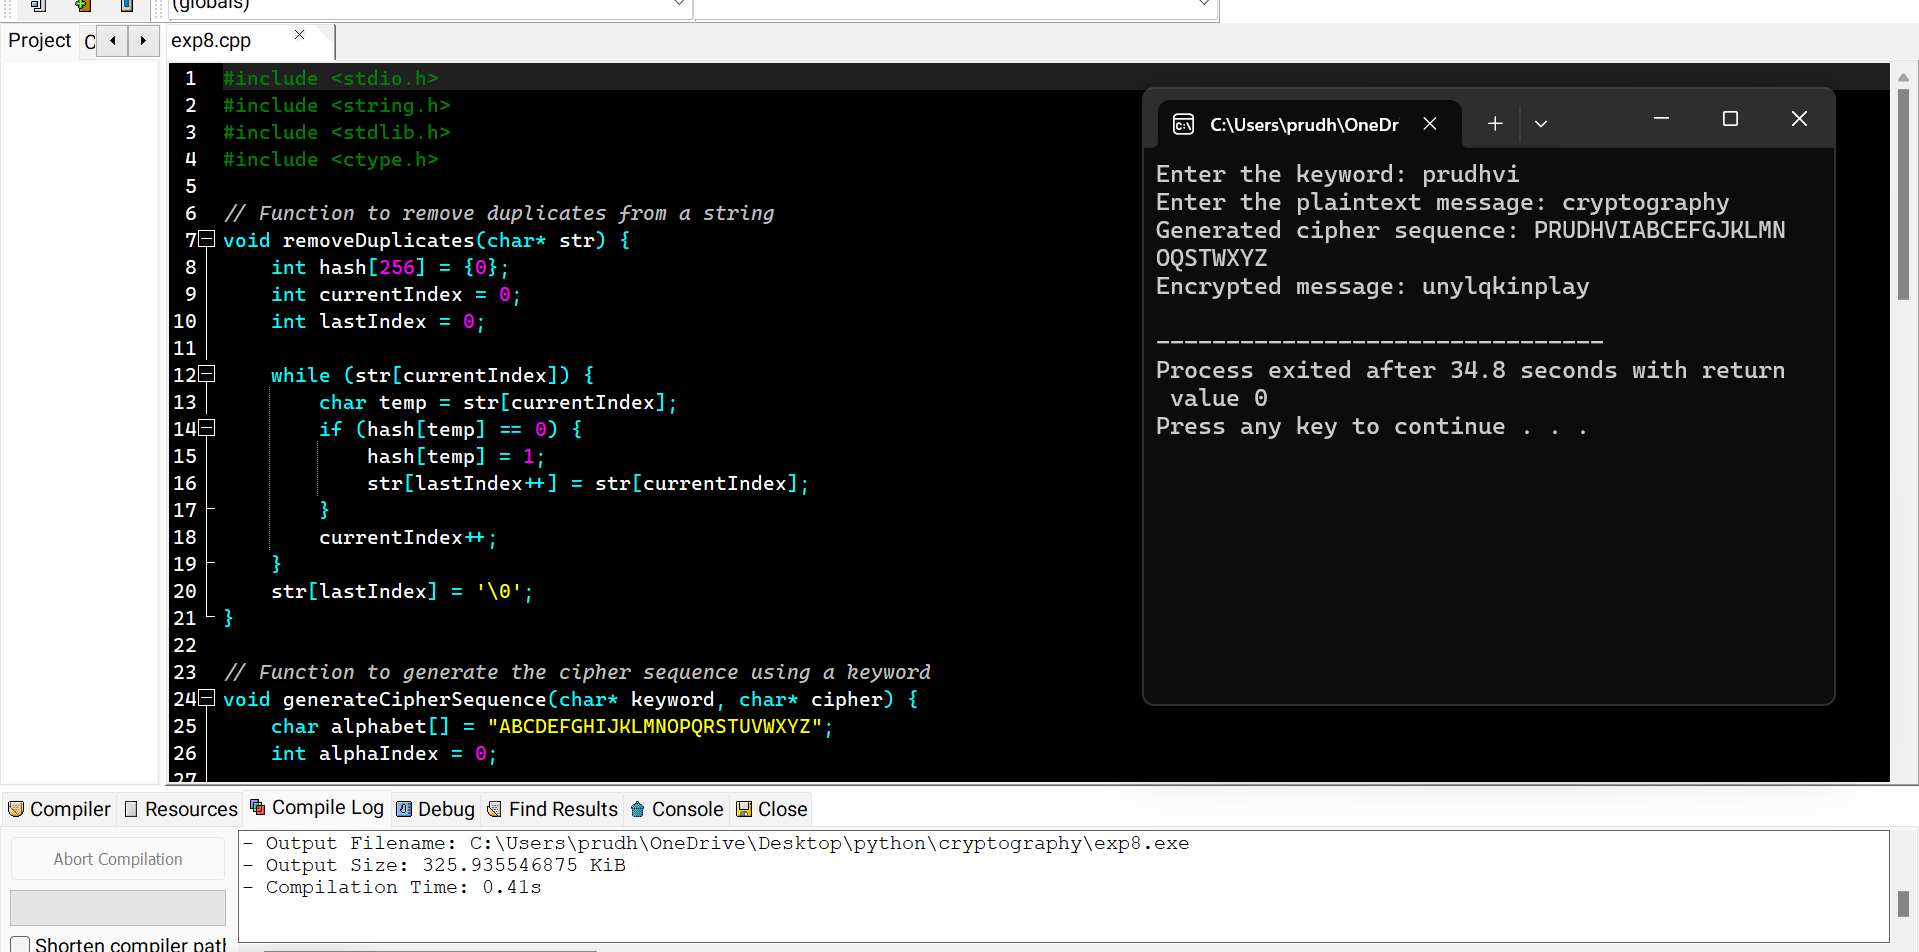 (globals)
Project
exp8.cpp
1 #include <stdio.h>
2 #include <string.h>
3 #include <stdlib.h>
4 #include <ctype.h>
5
6 // Function to remove duplicates from a string
7 void removeDuplicates(char* str) {
8 int hash[256] = {0};
9 int currentIndex = 0;
10 int lastIndex = 0;
11
12 while (str[currentIndex]) {
13 char temp = str[currentIndex];
14 if (hash[temp] == 0) {
15 hash[temp] = 1;
16 str[lastIndex++] = str[currentIndex];
17 }
18 currentIndex++;
19 }
20 str[lastIndex] = '\0';
21 }
22
23 // Function to generate the cipher sequence using a keyword
24 void generateCipherSequence(char* keyword, char* cipher) {
25 char alphabet[] = "ABCDEFGHIJKLMNOPQRSTUVWXYZ";
26 int alphaIndex = 0;
27
C:\Users\prudh\OneDr
Enter the keyword: prudhvi
Enter the plaintext message: cryptography
Generated cipher sequence: PRUDHVIABCEFGJKLMN
OQSTWXYZ
Encrypted message: unylqkinplay
--------------------------------
Process exited after 34.8 seconds with return
value 0
Press any key to continue . . .
Compiler Resources Compile Log Debug Find Results Console Close
Abort Compilation
Shorten compiler path
- Output Filename: C:\Users\prudh\OneDrive\Desktop\python\cryptography\exp8.exe
- Output Size: 325.935546875 KiB
- Compilation Time: 0.41s